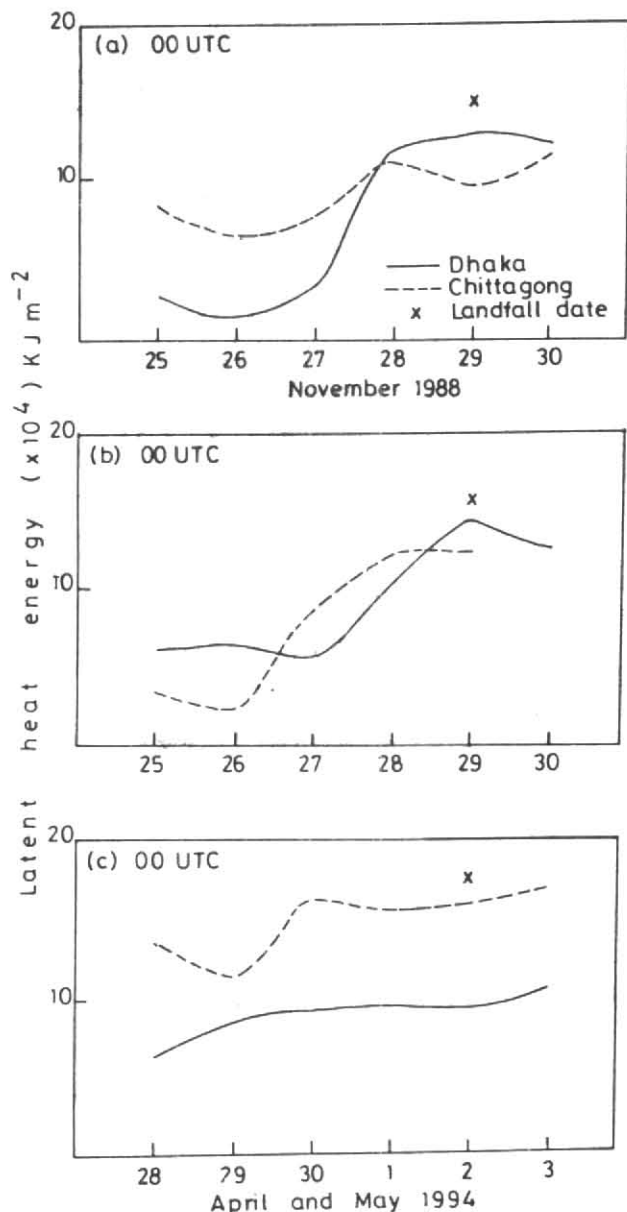 Latent heat energy (×10⁴) KJ m⁻²
20
(a) 00 UTC
x
10
Dhaka
Chittagong
x Landfall date
25 26 27 28 29 30
November 1988
20
(b) 00 UTC
x
10
25 26 27 28 29 30
20
(c) 00 UTC
x
10
28 29 30 1 2 3
April and May 1994